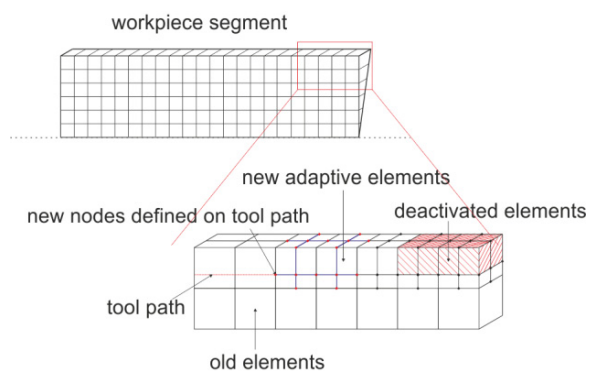 workpiece segment
new adaptive elements
new nodes defined on tool path
deactivated elements
tool path
old elements